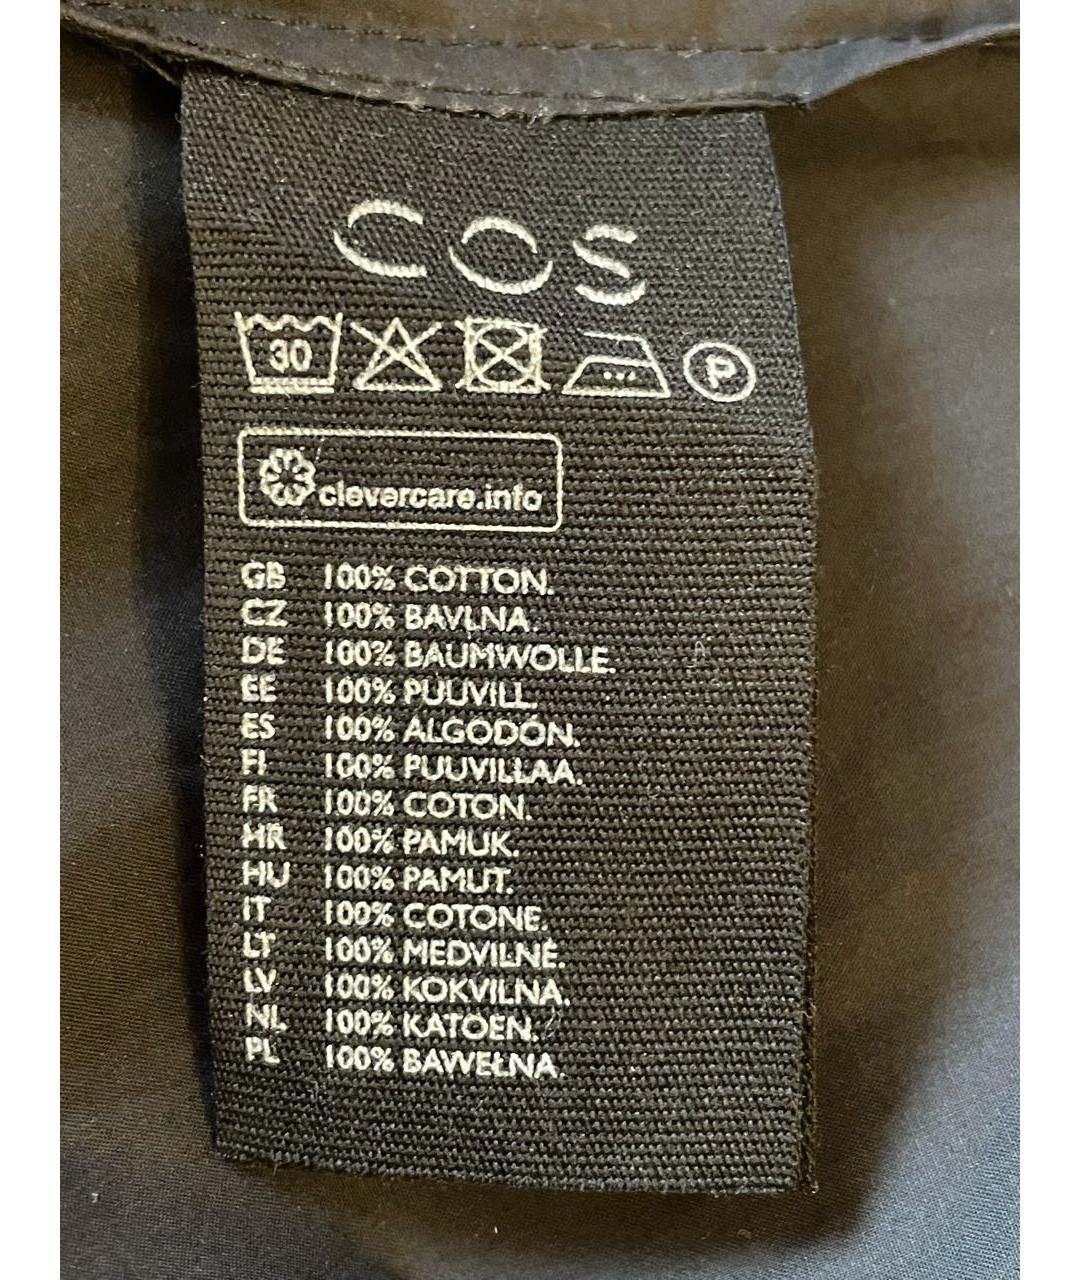 COS
30
P
clevercare.info
GB 100% COTTON.
CZ 100% BAVLNA.
DE 100% BAUMWOLLE.
EE 100% PUUVILL.
ES 100% ALGODÓN.
FI 100% PUUVILLAA.
FR 100% COTON.
HR 100% PAMUK.
HU 100% PAMUT.
IT 100% COTONE.
LT 100% MEDVILNĖ.
LV 100% KOKVILNA.
NL 100% KATOEN.
PL 100% BAWEŁNA.